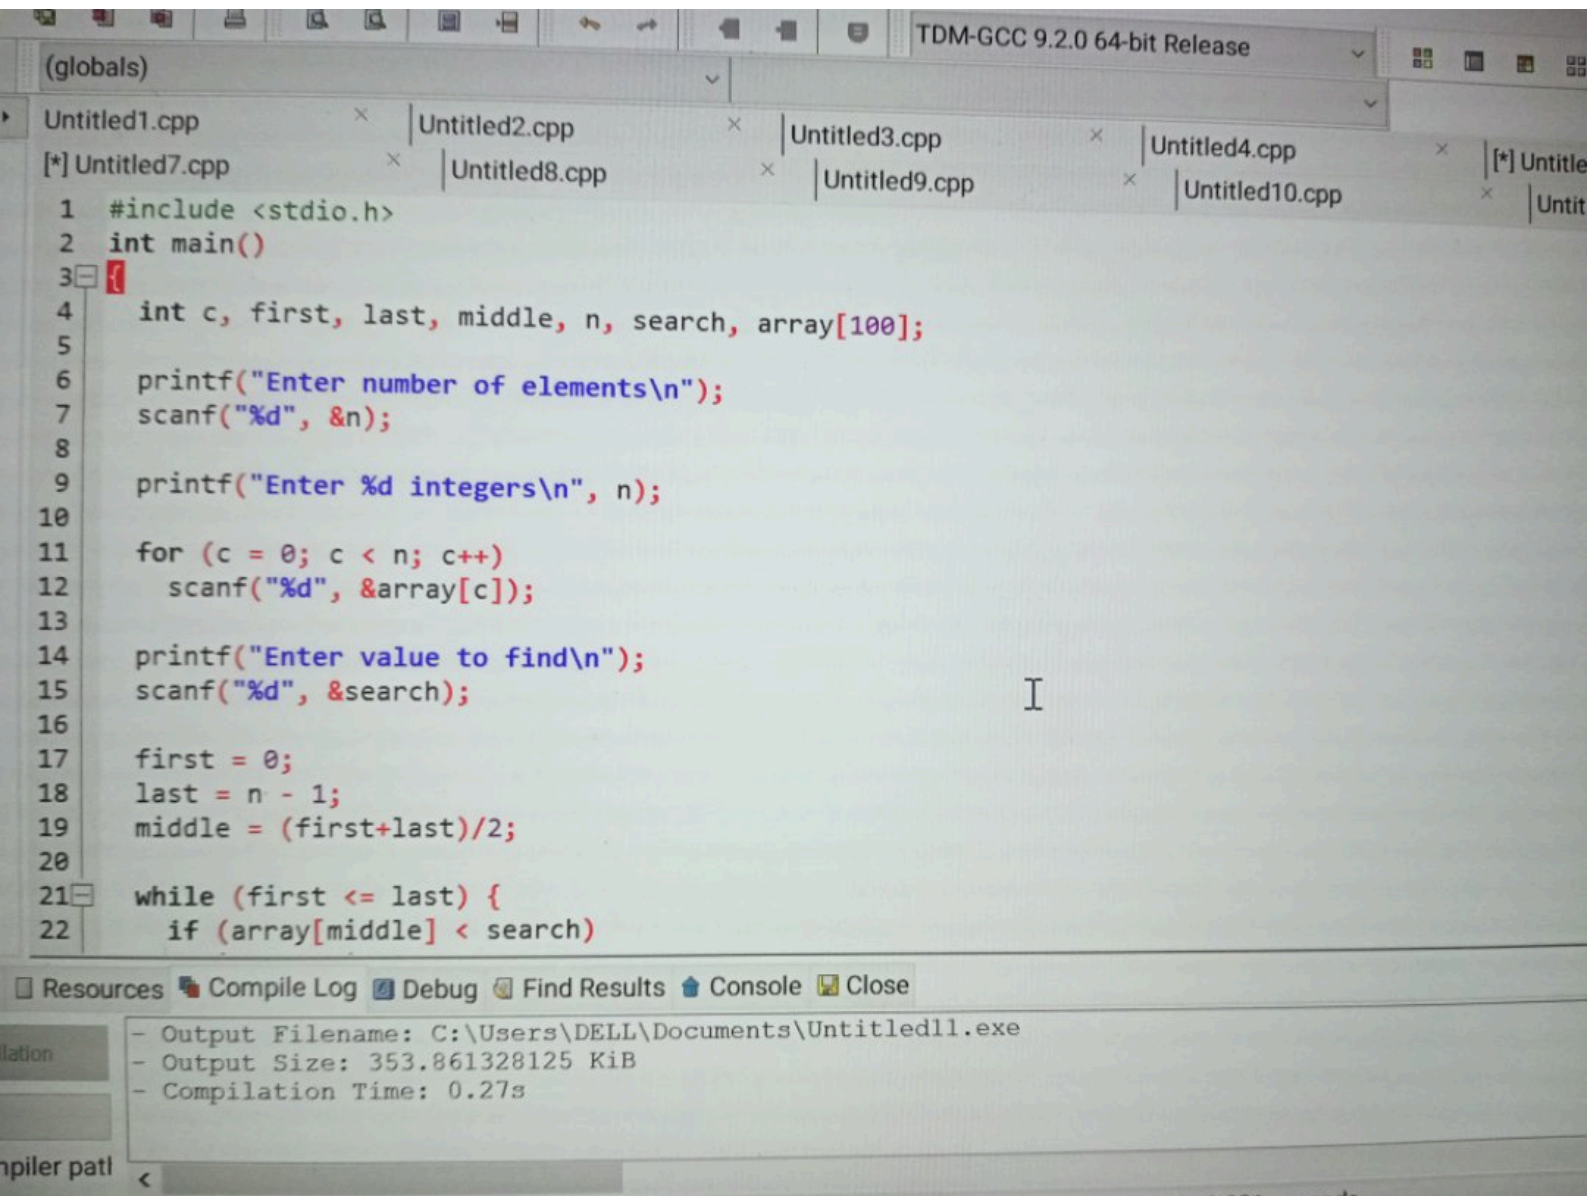 TDM-GCC 9.2.0 64-bit Release
(globals)
Untitled1.cpp Untitled2.cpp Untitled3.cpp Untitled4.cpp [*] Untitle
[*] Untitled7.cpp Untitled8.cpp Untitled9.cpp Untitled10.cpp Untit
1 #include <stdio.h>
2 int main()
3 {
4 int c, first, last, middle, n, search, array[100];
5
6 printf("Enter number of elements\n");
7 scanf("%d", &n);
8
9 printf("Enter %d integers\n", n);
10
11 for (c = 0; c < n; c++)
12 scanf("%d", &array[c]);
13
14 printf("Enter value to find\n");
15 scanf("%d", &search);
16
17 first = 0;
18 last = n - 1;
19 middle = (first+last)/2;
20
21 while (first <= last) {
22 if (array[middle] < search)
Resources Compile Log Debug Find Results Console Close
- Output Filename: C:\Users\DELL\Documents\Untitled11.exe
lation
- Output Size: 353.861328125 KiB
- Compilation Time: 0.27s
mpiler patl